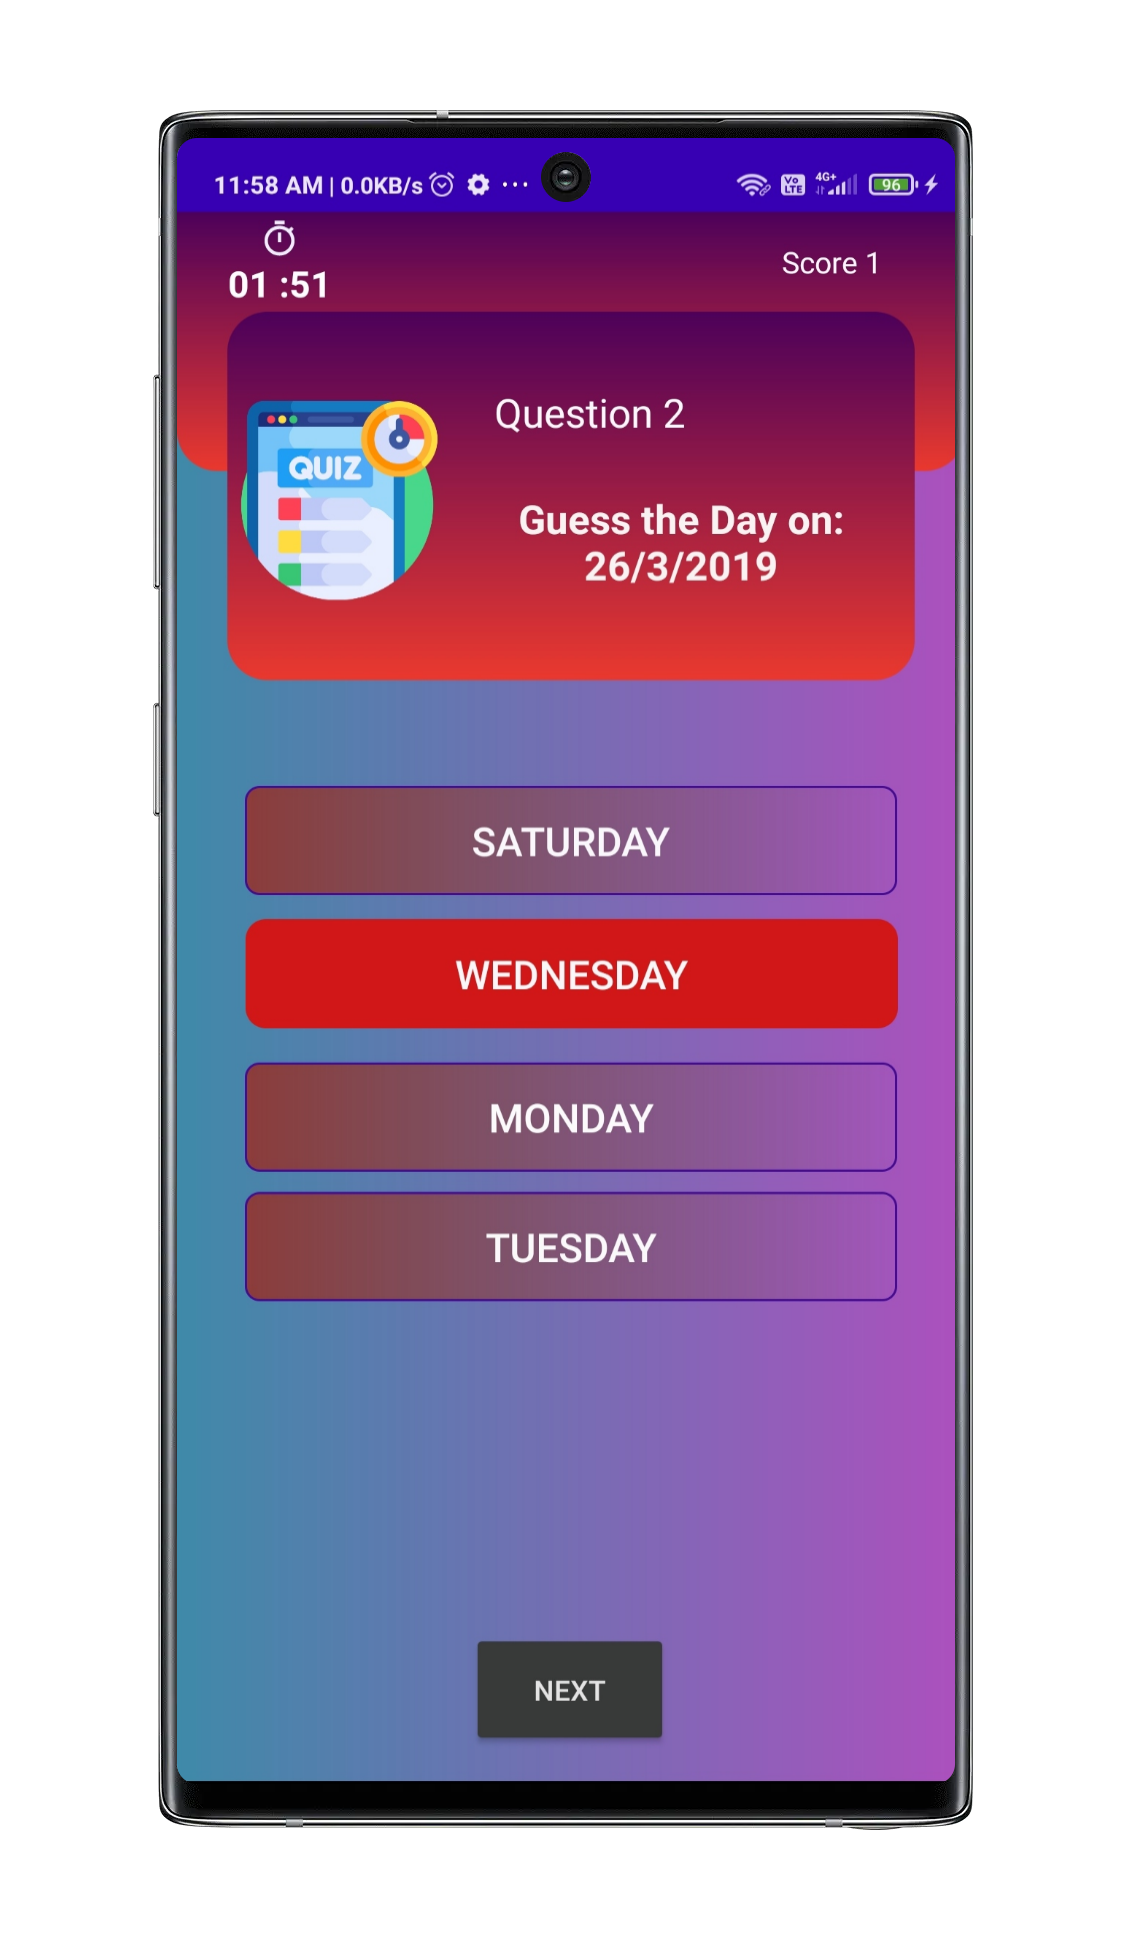 11:58 AM | 0.0KB/s ...
Vo LTE 4G+ 96
01 :51
Score 1
QUIZ
Question 2
Guess the Day on:
26/3/2019
SATURDAY
WEDNESDAY
MONDAY
TUESDAY
NEXT